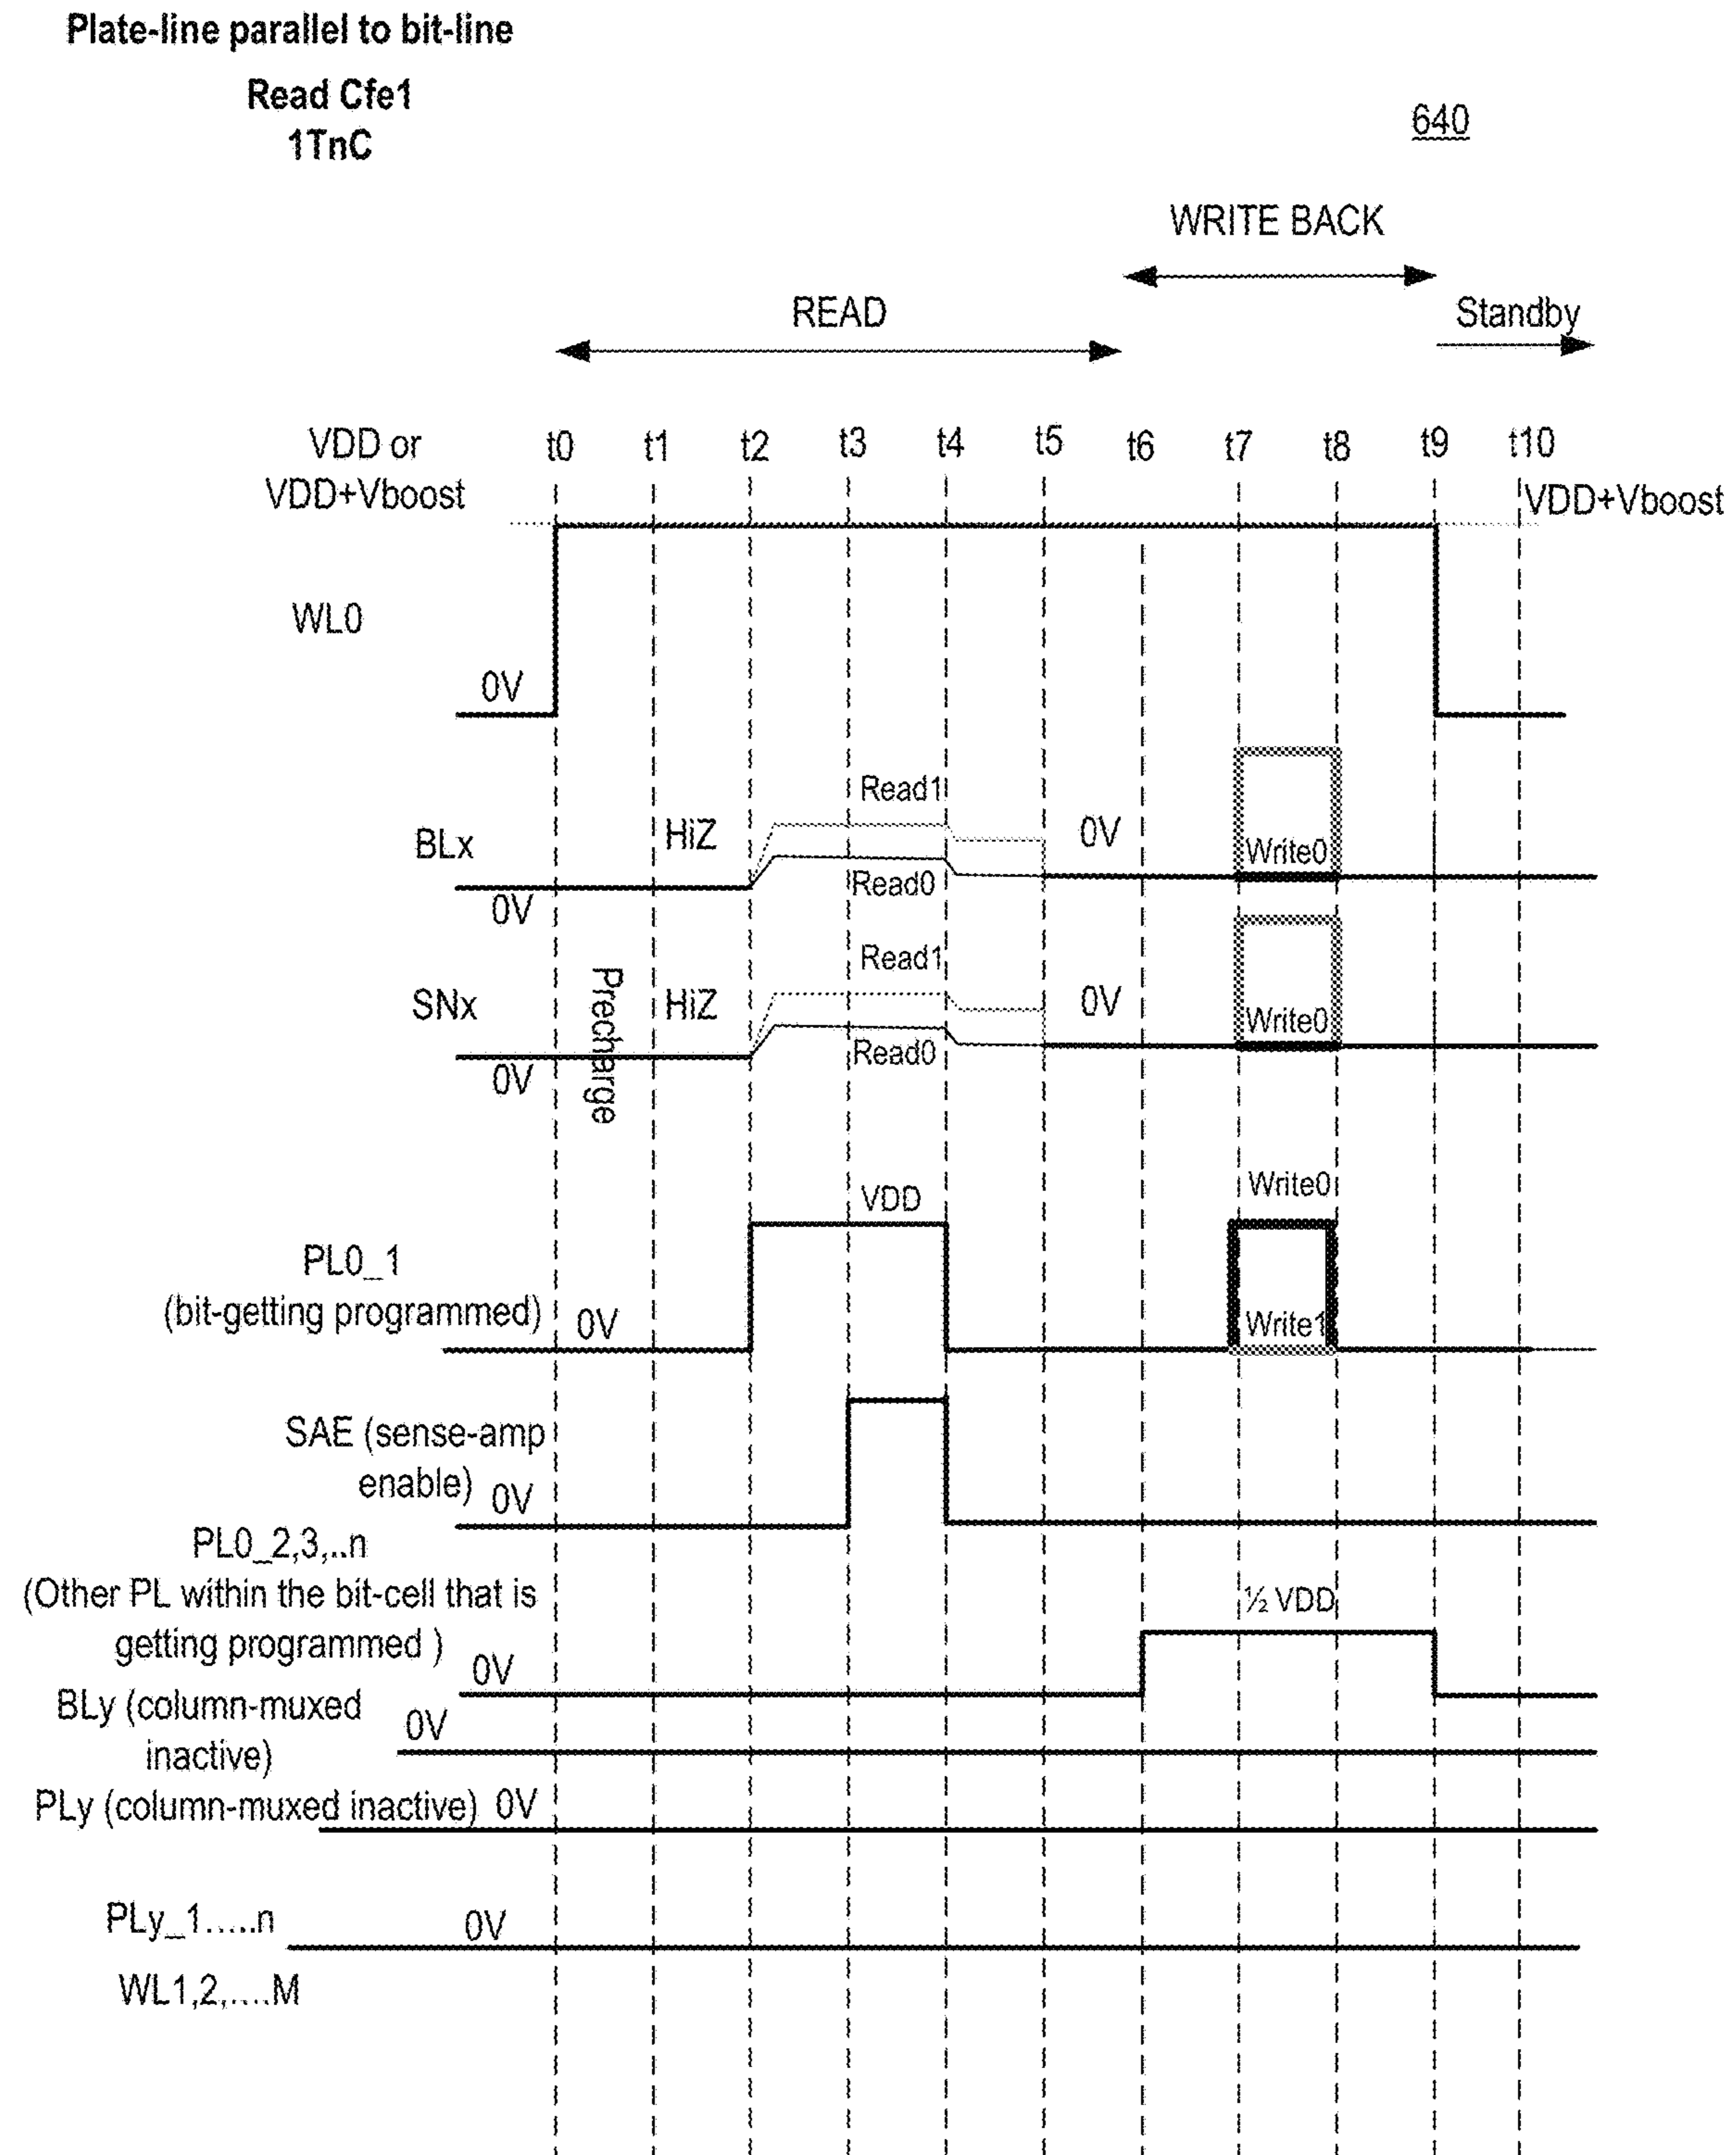 Plate-line parallel to bit-line
Read Cfe1
1TnC
640
WRITE BACK
READ
Standby
VDD or
VDD+Vboost
t0 t1 t2 t3 t4 t5 t6 t7 t8 t9 t10
VDD+Vboost
WL0
0V
Read1
BLx
HiZ
0V
Write0
Read0
0V
Read1
SNx
Precharge
HiZ
0V
Write0
Read0
0V
VDD
Write0
PL0_1
(bit-getting programmed)
0V
Write1
SAE (sense-amp
enable)
0V
PL0_2,3,..n
(Other PL within the bit-cell that is
getting programmed )
½ VDD
0V
BLy (column-muxed
inactive)
0V
PLy (column-muxed inactive) 0V
PLy_1.....n
0V
WL1,2,....M